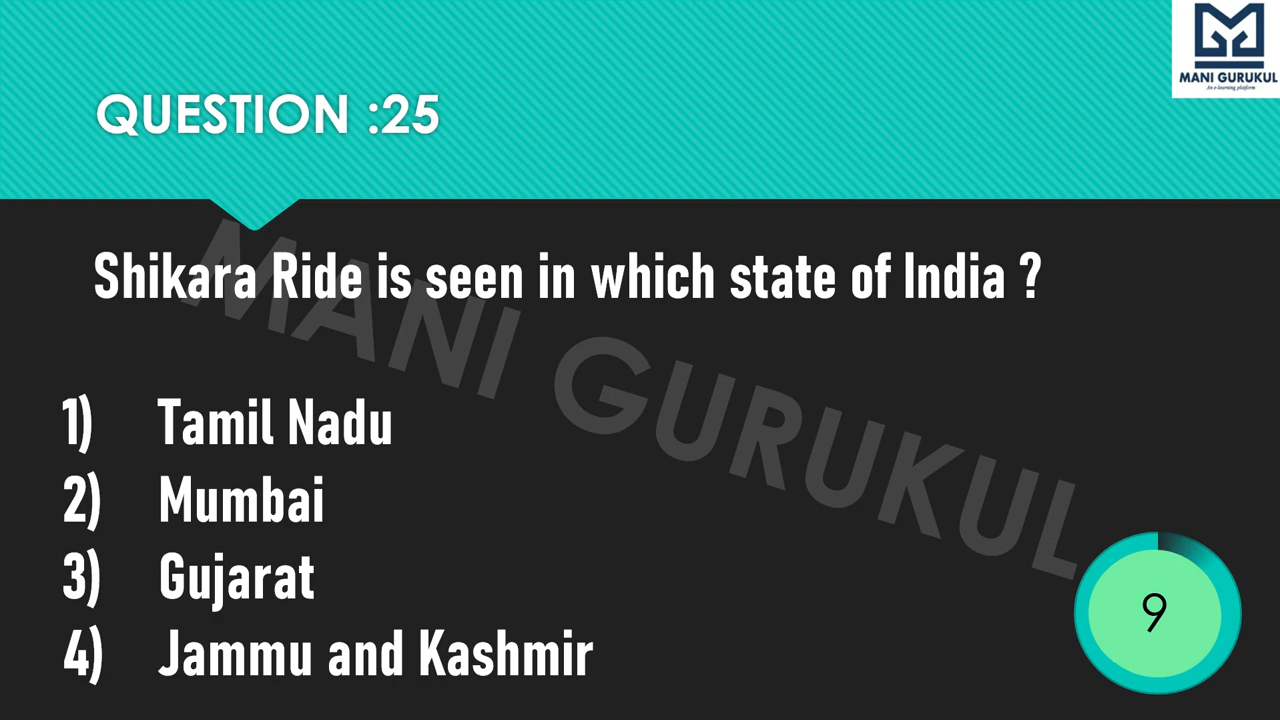 MANI GURUKUL
An e-learning platform
QUESTION :25
Shikara Ride is seen in which state of India ?
MANI GURUKUL
1) Tamil Nadu
2) Mumbai
3) Gujarat
4) Jammu and Kashmir
9